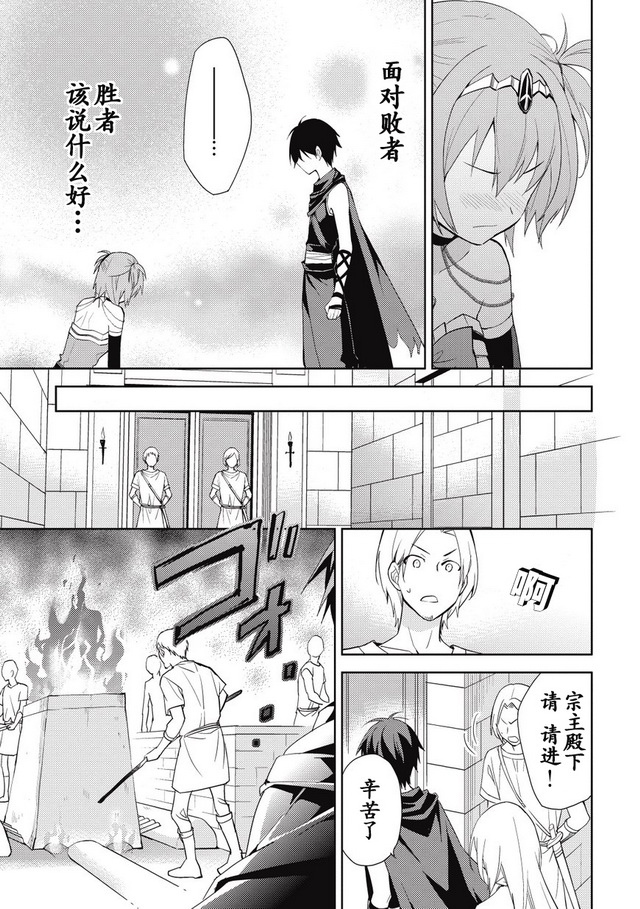 面对败者
————…
胜者
该说什么好…
啊
宗主殿下
请 请进！
辛苦了
ゴォ